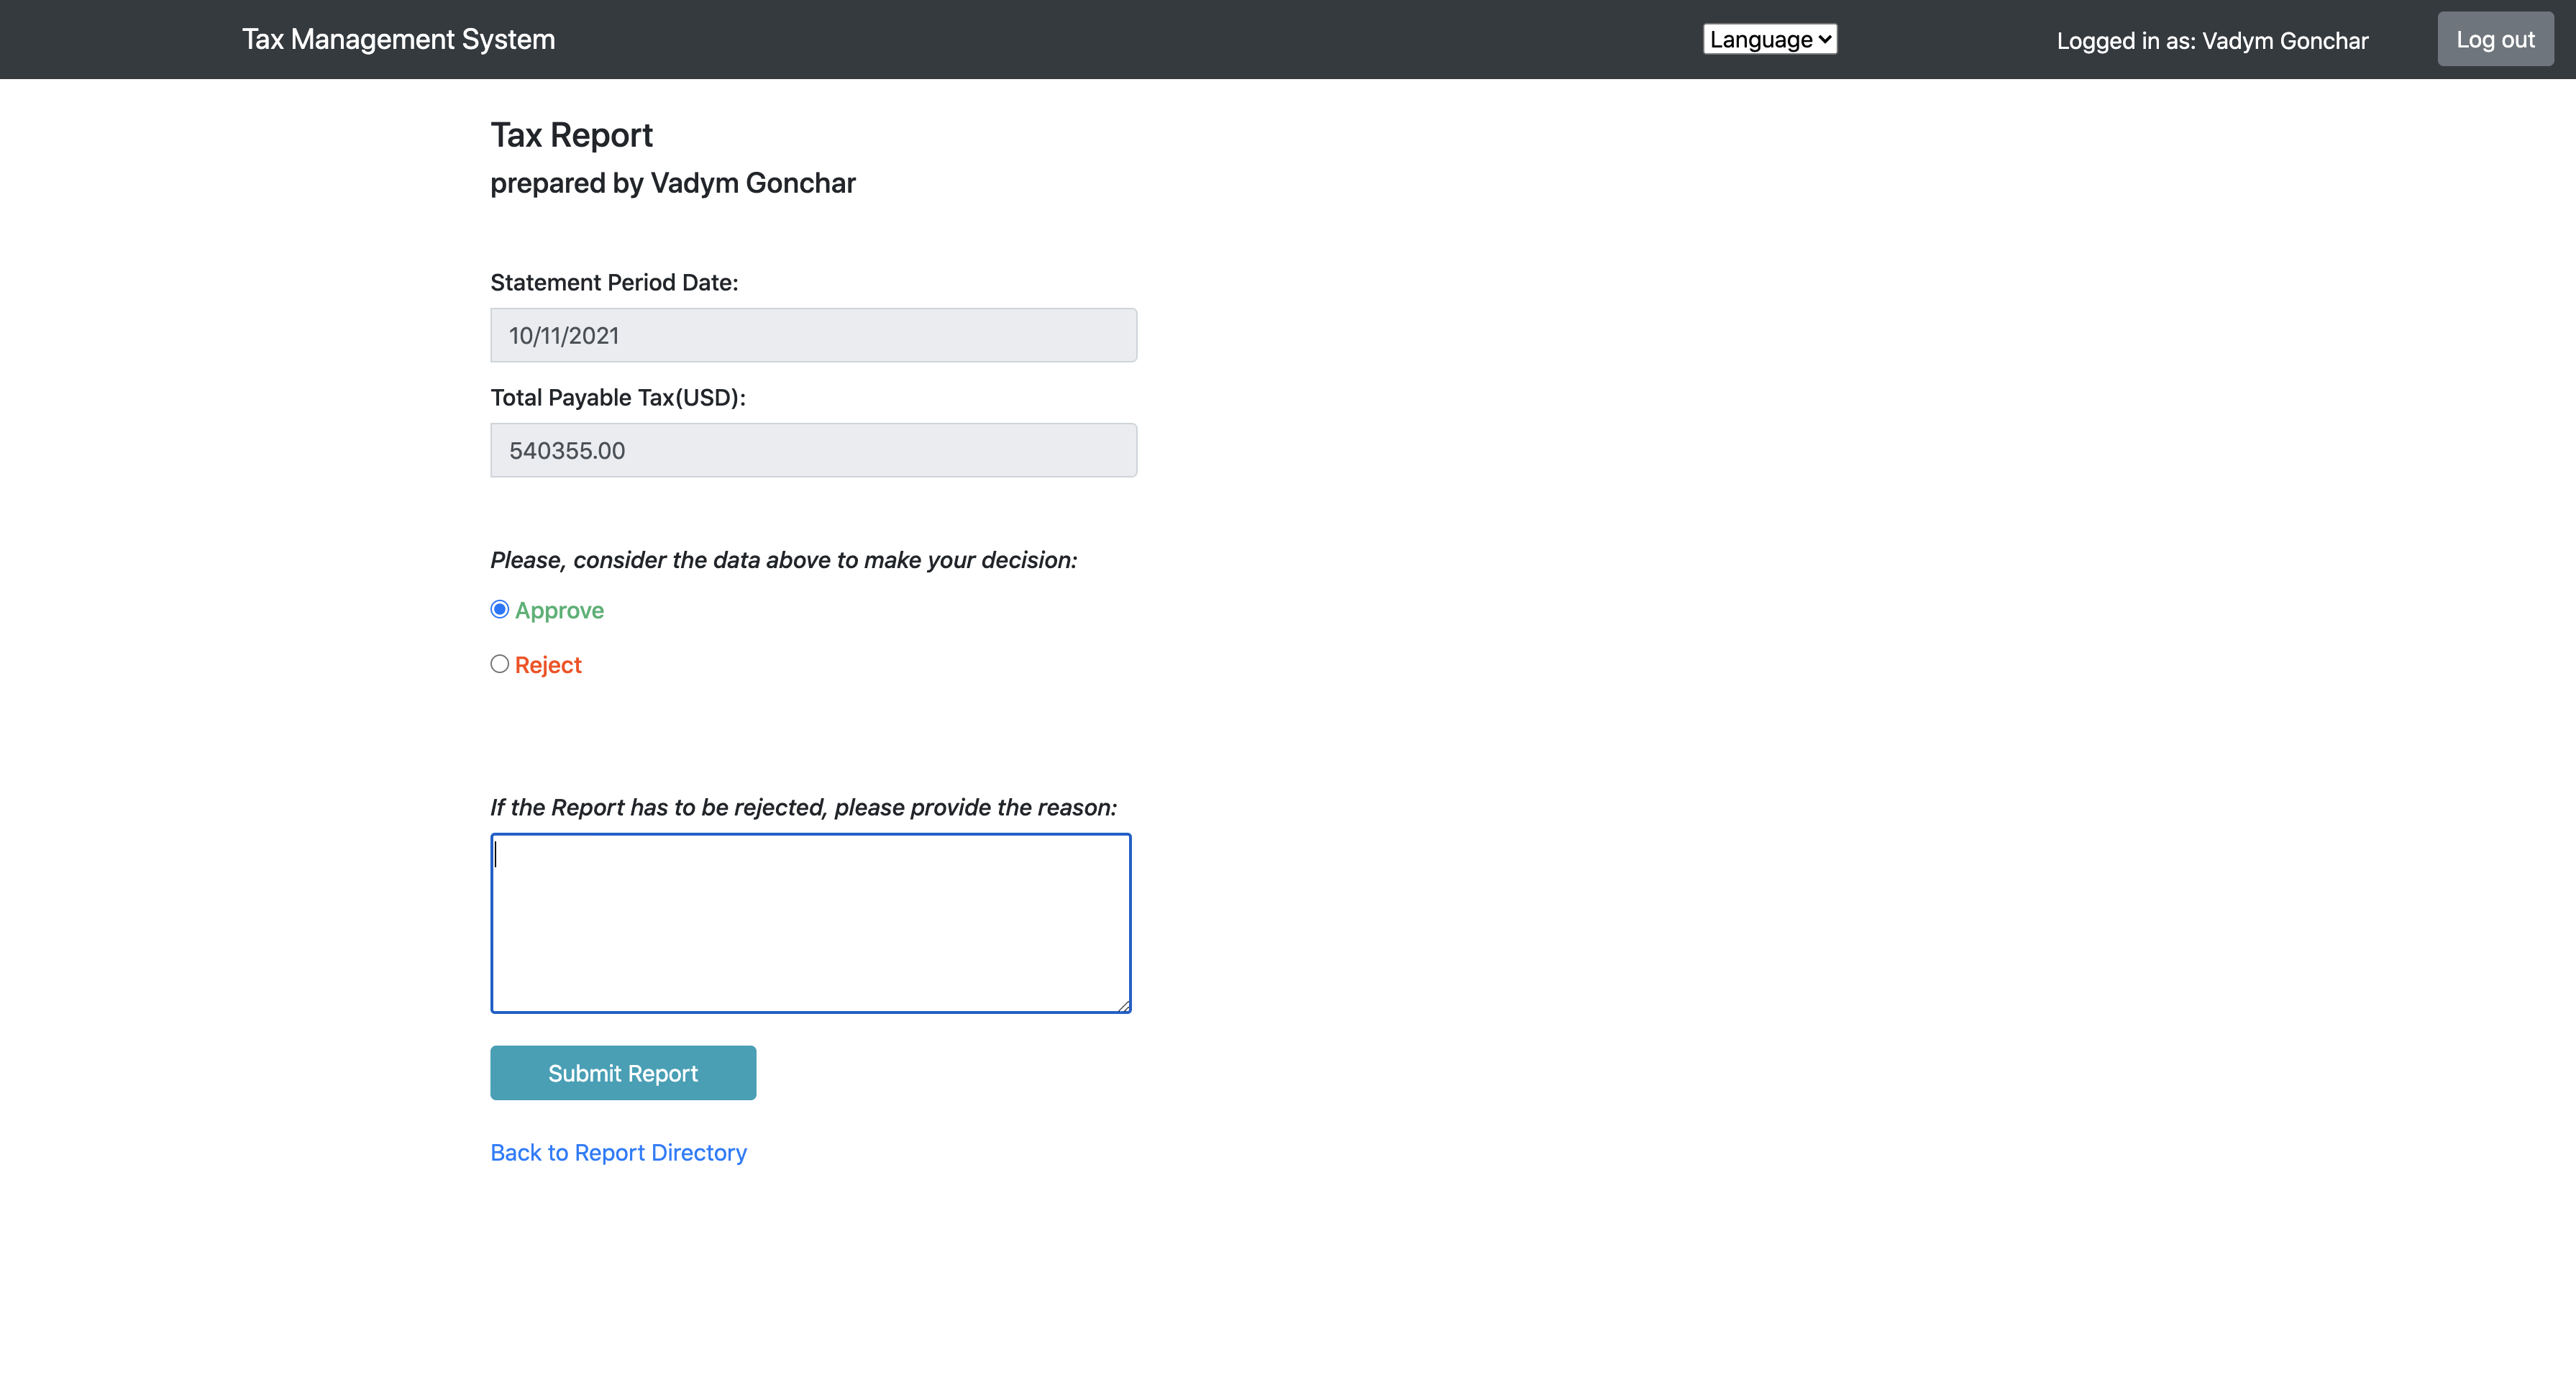 Tax Management System
Language
Logged in as: Vadym Gonchar
Log out
Tax Report
prepared by Vadym Gonchar
Statement Period Date:
10/11/2021
Total Payable Tax(USD):
540355.00
Please, consider the data above to make your decision:
Approve
Reject
If the Report has to be rejected, please provide the reason:
Submit Report
Back to Report Directory